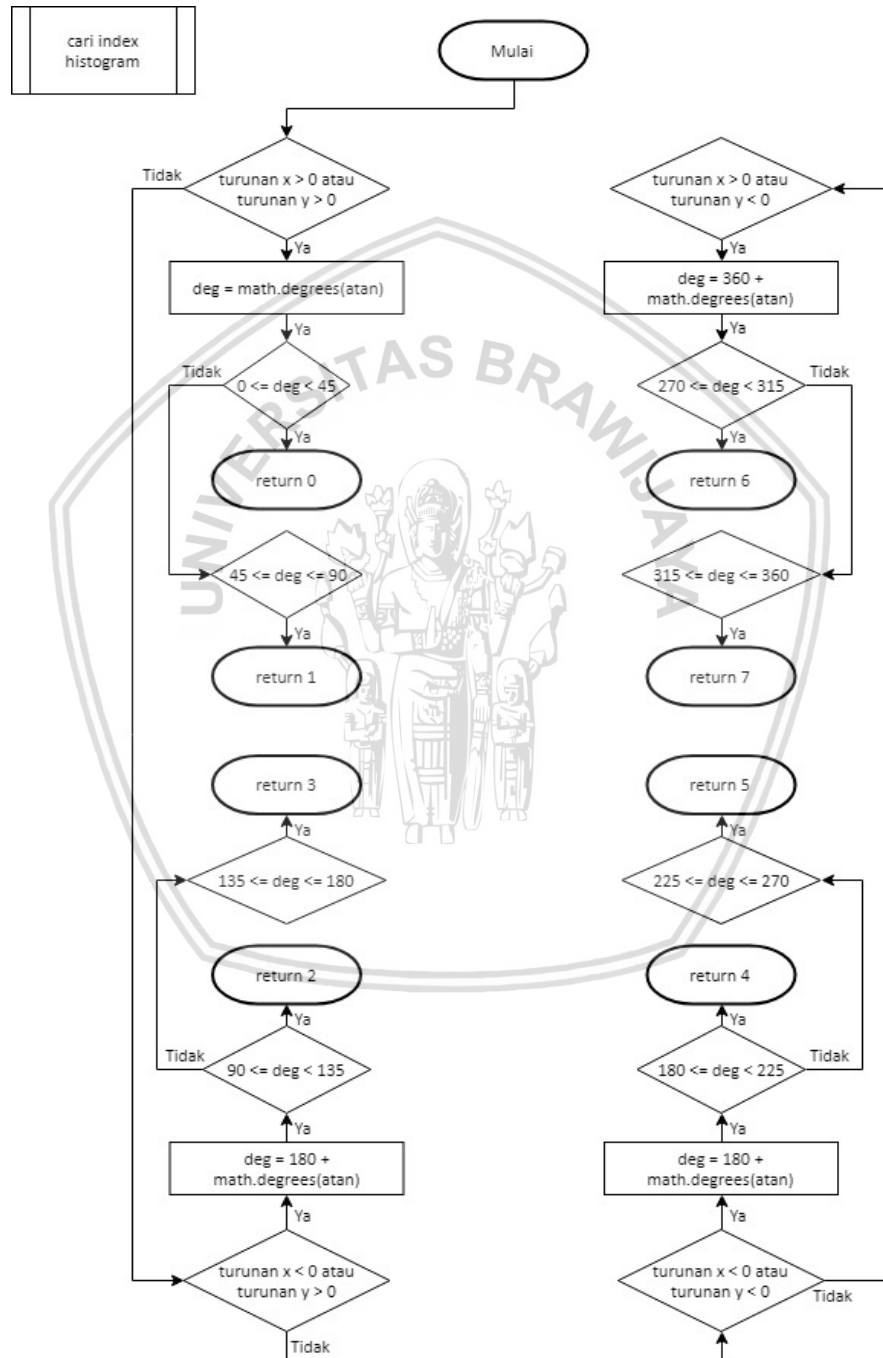 cari index
histogram
Mulai
Tidak
turunan x > 0 atau
turunan y > 0
Ya
deg = math.degrees(atan)
Ya
Tidak
0 <= deg < 45
Ya
return 0
45 <= deg <= 90
Ya
return 1
return 3
Ya
135 <= deg <= 180
return 2
Ya
Tidak
90 <= deg < 135
Ya
deg = 180 +
math.degrees(atan)
Ya
turunan x < 0 atau
turunan y > 0
Tidak
turunan x > 0 atau
turunan y < 0
Ya
deg = 360 +
math.degrees(atan)
Ya
270 <= deg < 315
Tidak
Ya
return 6
315 <= deg <= 360
Ya
return 7
return 5
Ya
225 <= deg <= 270
return 4
Ya
180 <= deg < 225
Tidak
Ya
deg = 180 +
math.degrees(atan)
Ya
turunan x < 0 atau
turunan y < 0
Tidak
UNIVERSITAS BRAWIJAYA